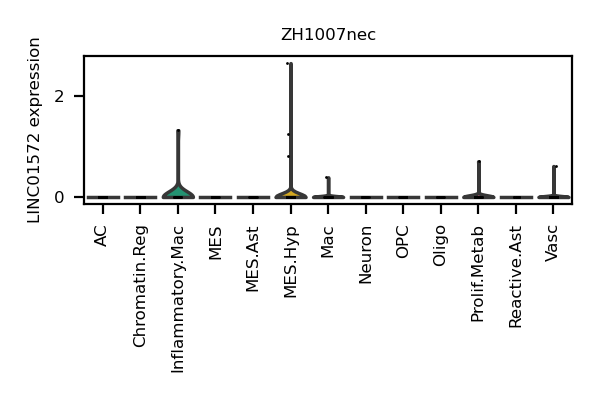 ZH1007nec
LINC01572 expression
2
0
AC
Chromatin.Reg
Inflammatory.Mac
MES
MES.Ast
MES.Hyp
Mac
Neuron
OPC
Oligo
Prolif.Metab
Reactive.Ast
Vasc